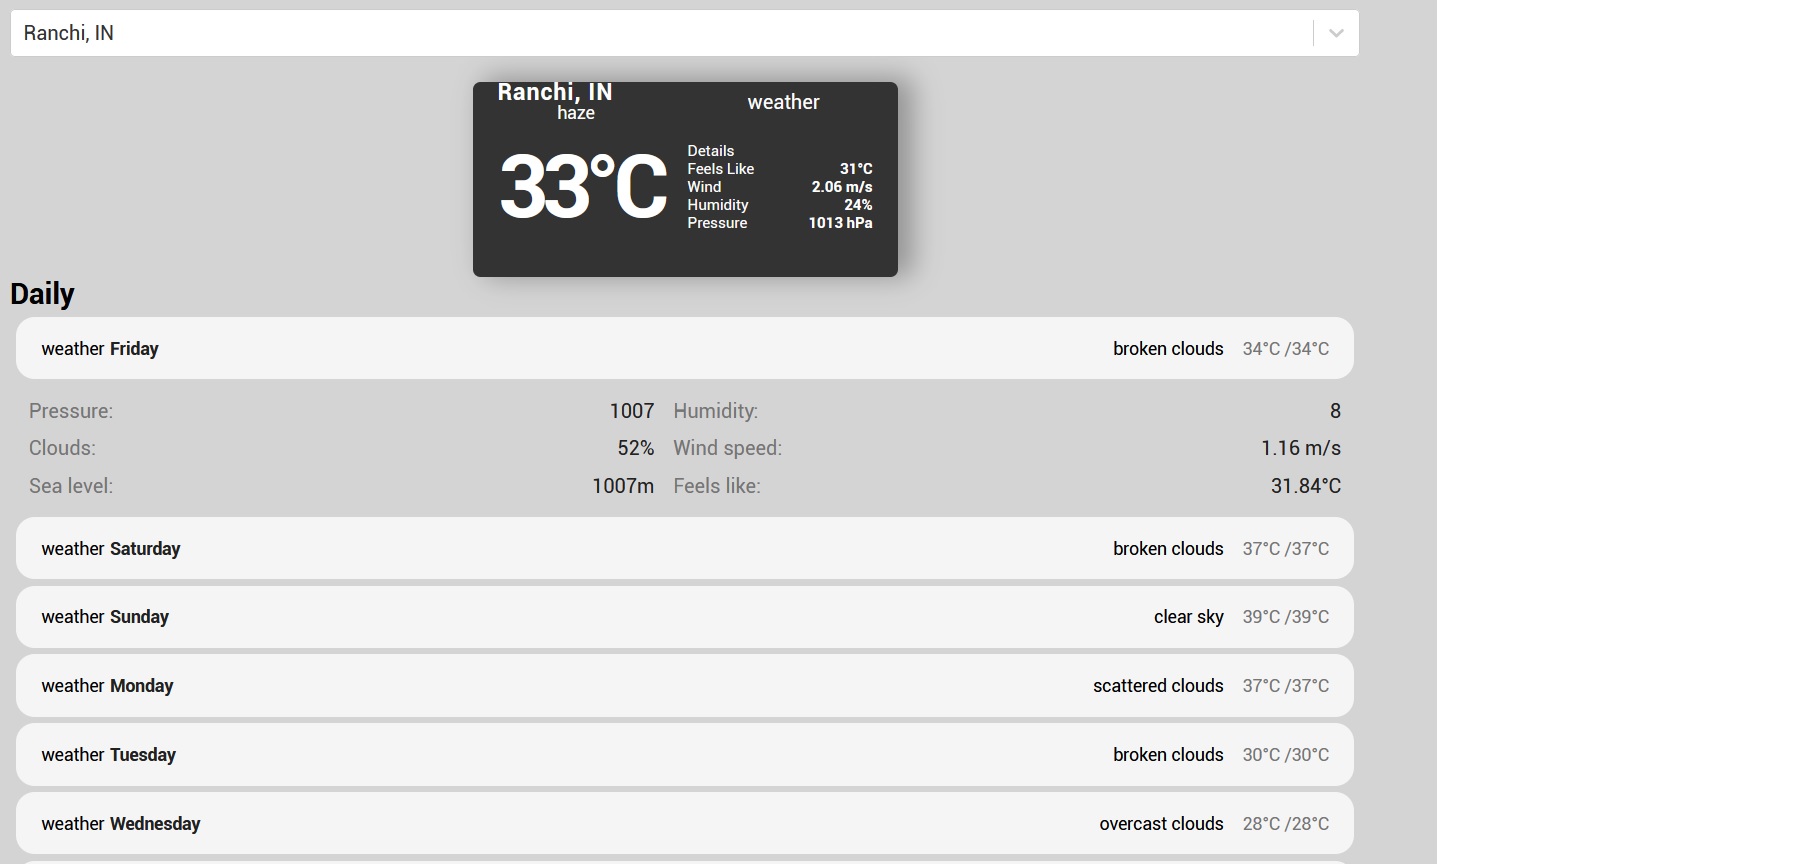 Ranchi, IN
Ranchi, IN
haze
weather
33°C
Details
Feels Like 31°C
Wind 2.06 m/s
Humidity 24%
Pressure 1013 hPa
Daily
weather Friday broken clouds 34°C /34°C
Pressure: 1007 Humidity: 8
Clouds: 52% Wind speed: 1.16 m/s
Sea level: 1007m Feels like: 31.84°C
weather Saturday broken clouds 37°C /37°C
weather Sunday clear sky 39°C /39°C
weather Monday scattered clouds 37°C /37°C
weather Tuesday broken clouds 30°C /30°C
weather Wednesday overcast clouds 28°C /28°C